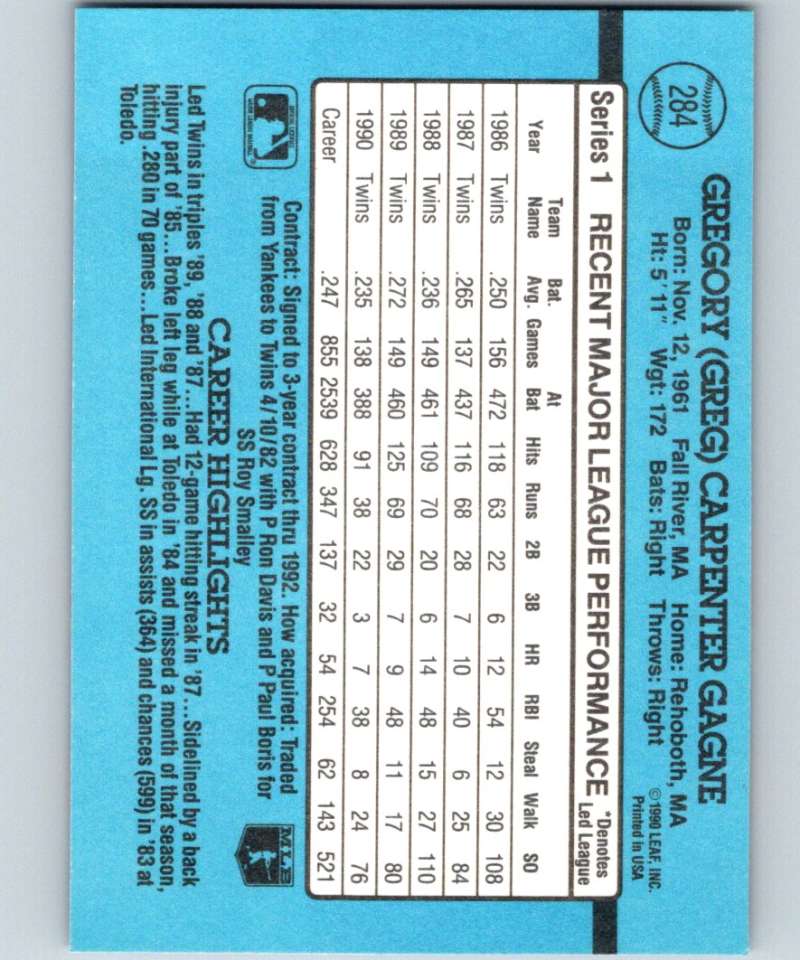 284
GREGORY (GREG) CARPENTER GAGNE
Born: Nov. 12, 1961 Fall River, MA Home: Rehoboth, MA
Ht: 5' 11" Wgt: 172 Bats: Right Throws: Right
©1990 LEAF, INC.
Printed in USA
Series 1 RECENT MAJOR LEAGUE PERFORMANCE *Denotes
Led League
Team Bat. At
Year Name Avg. Games Bat Hits Runs 2B 3B HR RBI Steal Walk SO
1986 Twins .250 156 472 118 63 22 6 12 54 12 30 108
1987 Twins .265 137 437 116 68 28 7 10 40 6 25 84
1988 Twins .236 149 461 109 70 20 6 14 48 15 27 110
1989 Twins .272 149 460 125 69 29 7 9 48 11 17 80
1990 Twins .235 138 388 91 38 22 3 7 38 8 24 76
Career .247 855 2539 628 347 137 32 54 254 62 143 521
Contract: Signed to 3-year contract thru 1992. How acquired: Traded
from Yankees to Twins 4/10/82 with P Ron Davis and P Paul Boris for
SS Roy Smalley
MLB
CAREER HIGHLIGHTS
Led Twins in triples '89, '88 and '87...Had 12-game hitting streak in '87...Sidelined by a back
injury part of '85...Broke left leg while at Toledo in '84 and missed a month of that season,
hitting .280 in 70 games...Led International Lg. SS in assists (364) and chances (599) in '83 at
Toledo.